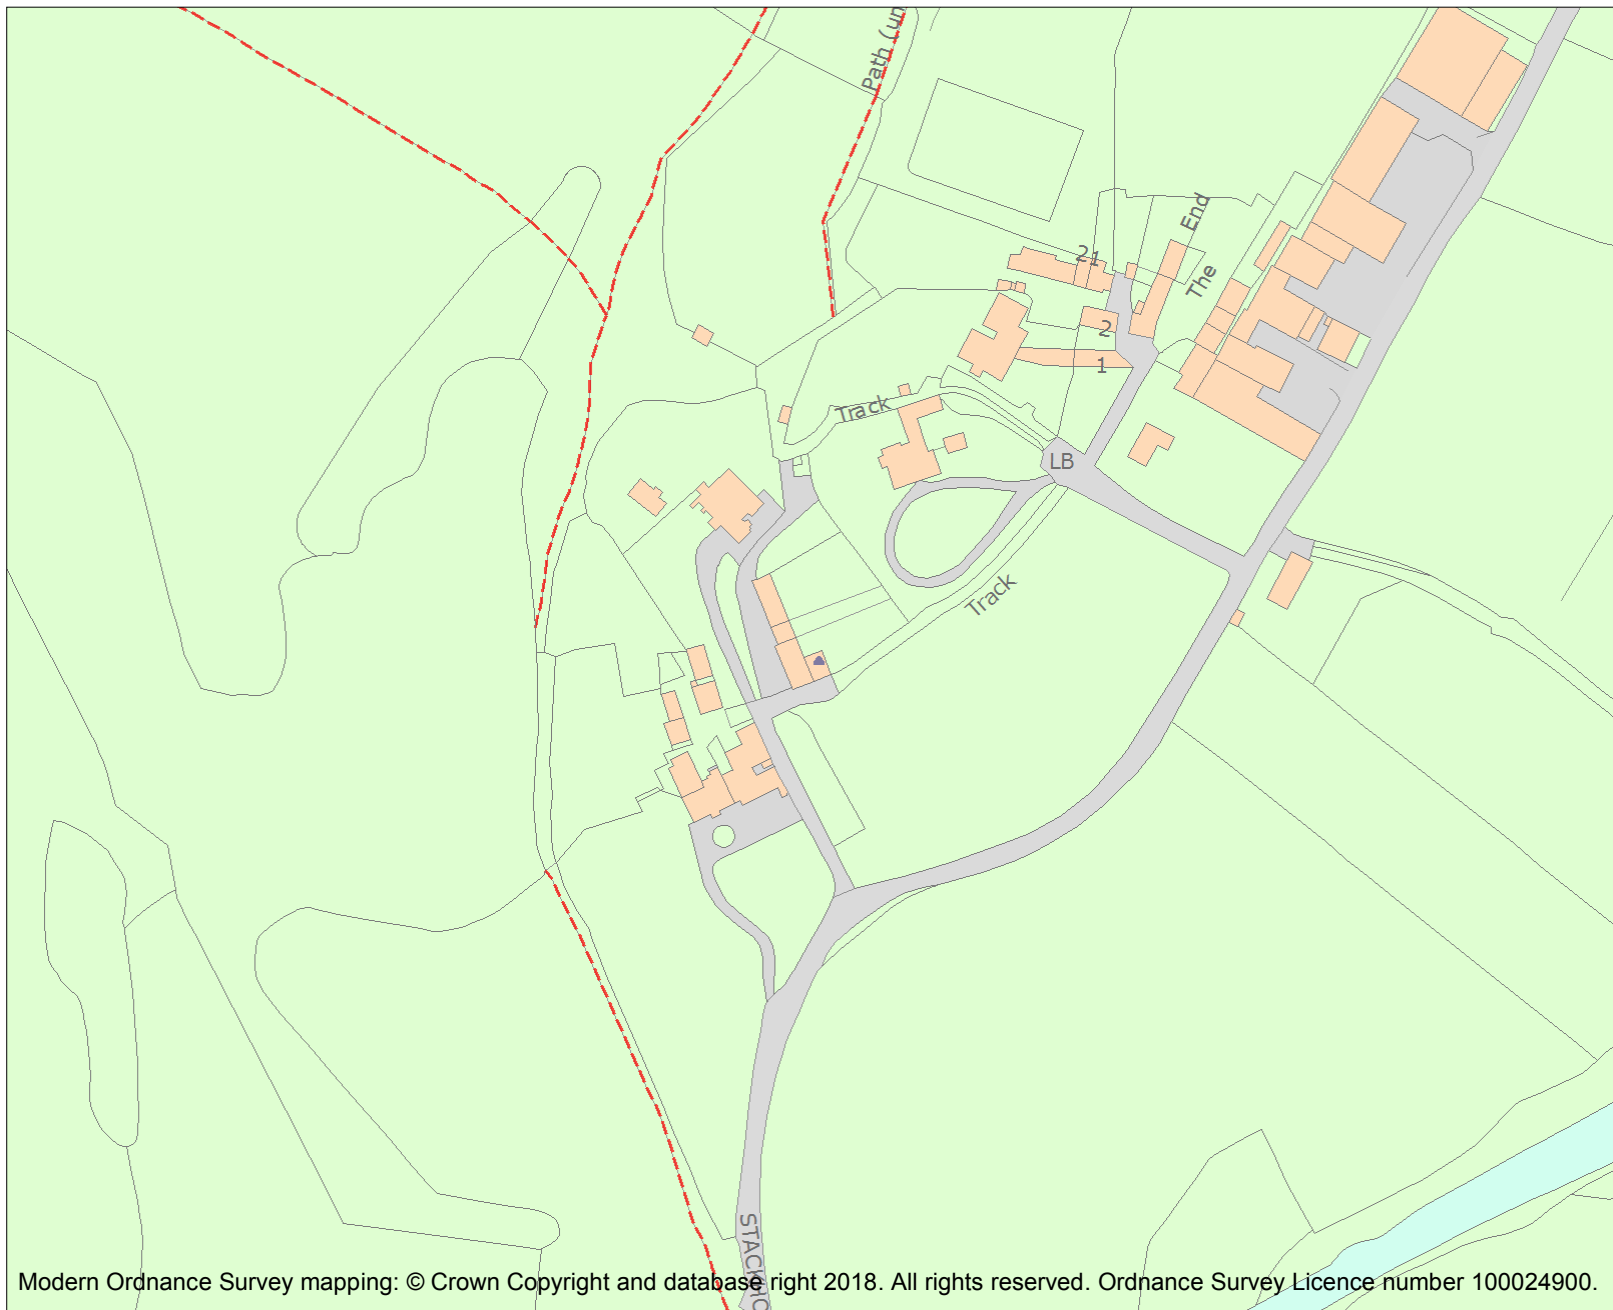 Path (un
End
The
21
2
1
Track
LB
Track
STACKHO
Modern Ordnance Survey mapping: © Crown Copyright and database right 2018. All rights reserved. Ordnance Survey Licence number 100024900.